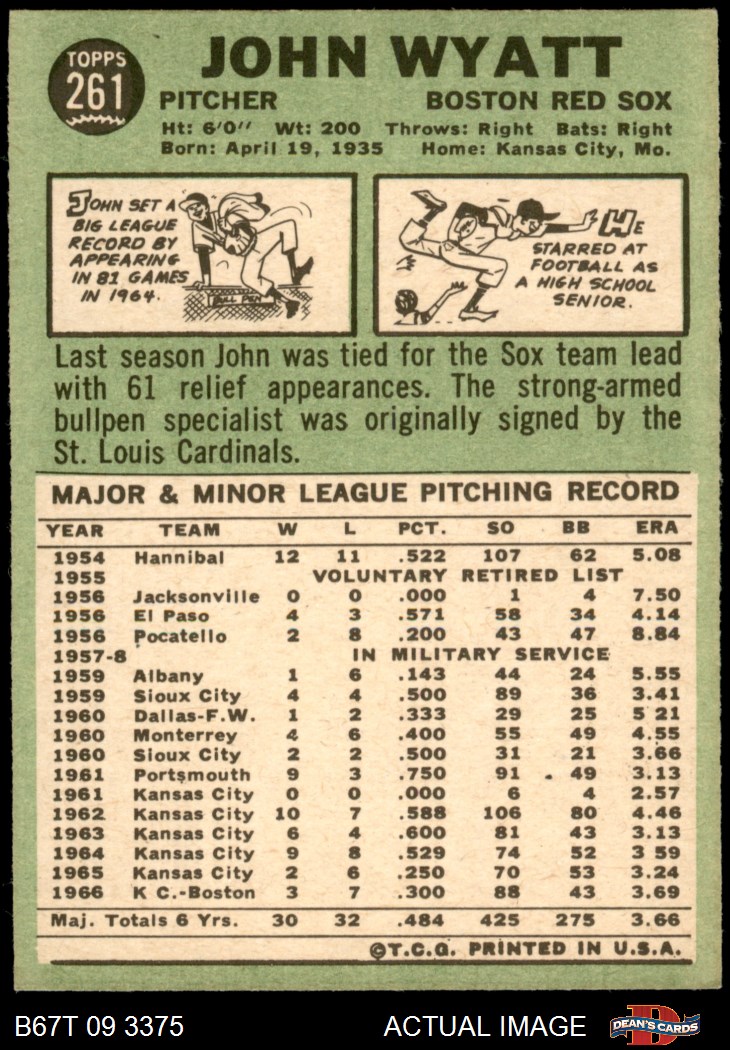 TOPPS
261
JOHN WYATT
PITCHER BOSTON RED SOX
Ht: 6'0" Wt: 200 Throws: Right Bats: Right
Born: April 19, 1935 Home: Kansas City, Mo.
JOHN SET A
BIG LEAGUE
RECORD BY
APPEARING
IN 81 GAMES
IN 1964.
BULL PEN
HE
STARRED AT
FOOTBALL AS
A HIGH SCHOOL
SENIOR.
Last season John was tied for the Sox team lead
with 61 relief appearances. The strong-armed
bullpen specialist was originally signed by the
St. Louis Cardinals.
MAJOR & MINOR LEAGUE PITCHING RECORD
YEAR TEAM W L PCT. SO BB ERA
1954 Hannibal 12 11 .522 107 62 5.08
1955 VOLUNTARY RETIRED LIST
1956 Jacksonville 0 0 .000 1 4 7.50
1956 El Paso 4 3 .571 58 34 4.14
1956 Pocatello 2 8 .200 43 47 8.84
1957-8 IN MILITARY SERVICE
1959 Albany 1 6 .143 44 24 5.55
1959 Sioux City 4 4 .500 89 36 3.41
1960 Dallas-F.W. 1 2 .333 29 25 5 21
1960 Monterrey 4 6 .400 55 49 4.55
1960 Sioux City 2 2 .500 31 21 3.66
1961 Portsmouth 9 3 .750 91 49 3.13
1961 Kansas City 0 0 .000 6 4 2.57
1962 Kansas City 10 7 .588 106 80 4.46
1963 Kansas City 6 4 .600 81 43 3.13
1964 Kansas City 9 8 .529 74 52 3 59
1965 Kansas City 2 6 .250 70 53 3.24
1966 K C.-Boston 3 7 .300 88 43 3.69
Maj. Totals 6 Yrs. 30 32 .484 425 275 3.66
©T.C.G. PRINTED IN U.S.A.
B67T 09 3375 ACTUAL IMAGE
D
DEAN'S CARDS